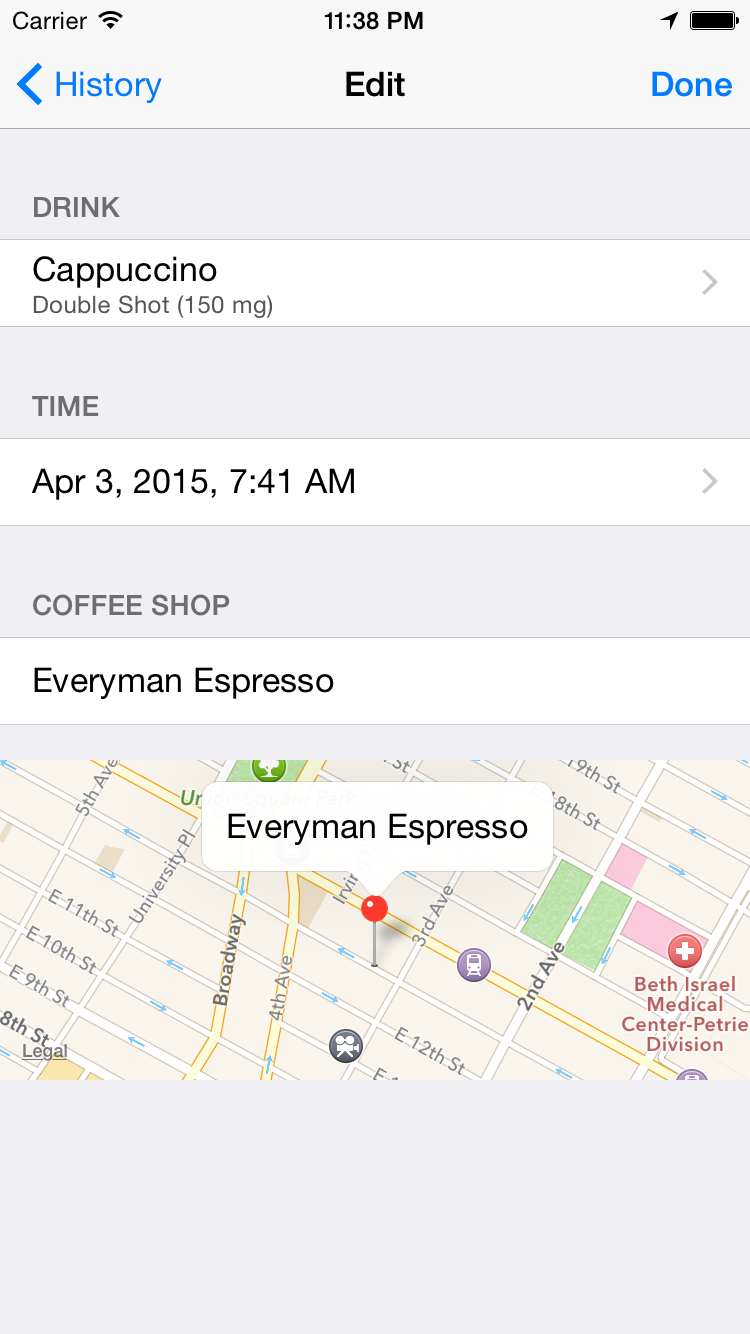 Carrier
11:38 PM
History
Edit
Done
DRINK
Cappuccino
Double Shot (150 mg)
TIME
Apr 3, 2015, 7:41 AM
COFFEE SHOP
Everyman Espresso
5th Ave
19th St
18th St
Union Square Park
Everyman Espresso
University Pl
Irving
3rd Ave
E 11th St
E 10th St
Broadway
4th Ave
2nd Ave
E 9th St
8th St
Legal
E 12th St
Beth Israel
Medical
Center-Petrie
Division